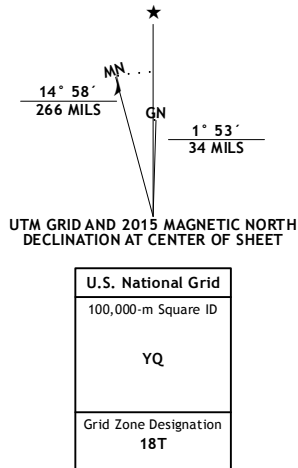 ★
MN
14° 58´
266 MILS
GN
1° 53´
34 MILS
UTM GRID AND 2015 MAGNETIC NORTH
DECLINATION AT CENTER OF SHEET
U.S. National Grid
100,000-m Square ID
YQ
Grid Zone Designation
18T